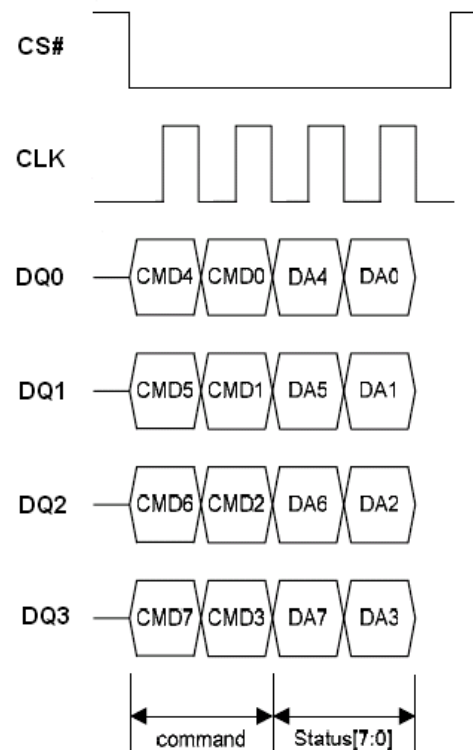 CS#
CLK
DQ0 CMD4 CMD0 DA4 DA0
DQ1 CMD5 CMD1 DA5 DA1
DQ2 CMD6 CMD2 DA6 DA2
DQ3 CMD7 CMD3 DA7 DA3
command Status[7:0]